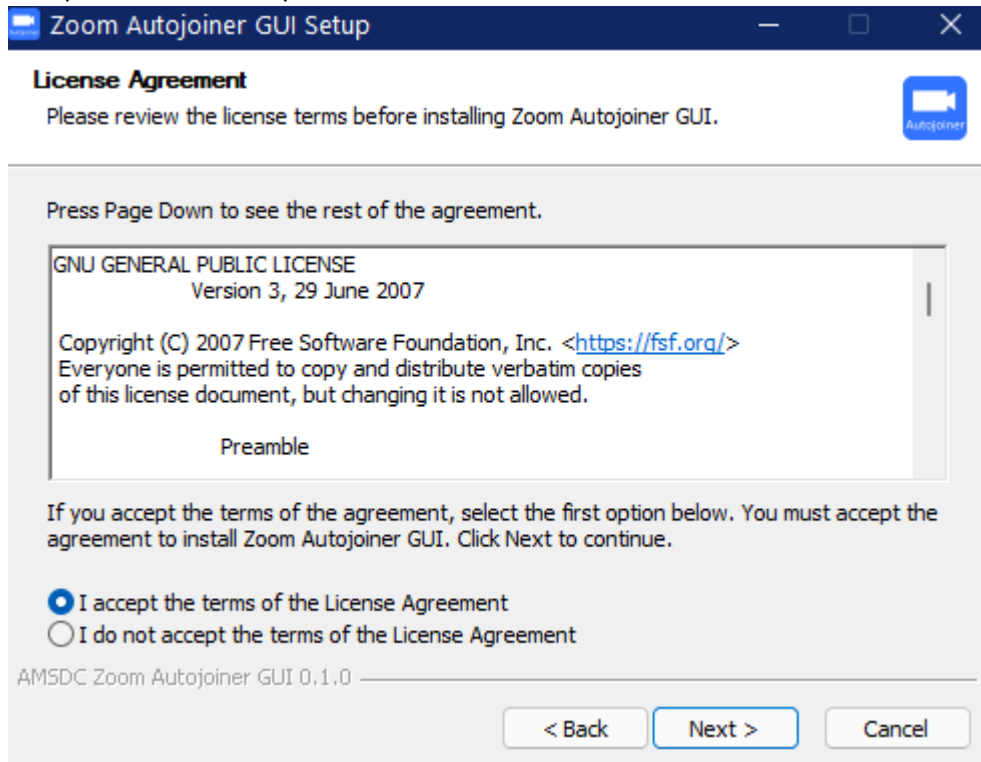 Zoom Autojoiner GUI Setup
License Agreement
Please review the license terms before installing Zoom Autojoiner GUI.
Autojoiner
Press Page Down to see the rest of the agreement.
GNU GENERAL PUBLIC LICENSE
Version 3, 29 June 2007
Copyright (C) 2007 Free Software Foundation, Inc. <https://fsf.org/>
Everyone is permitted to copy and distribute verbatim copies
of this license document, but changing it is not allowed.
Preamble
If you accept the terms of the agreement, select the first option below. You must accept the
agreement to install Zoom Autojoiner GUI. Click Next to continue.
I accept the terms of the License Agreement
I do not accept the terms of the License Agreement
AMSDC Zoom Autojoiner GUI 0.1.0
< Back
Next >
Cancel